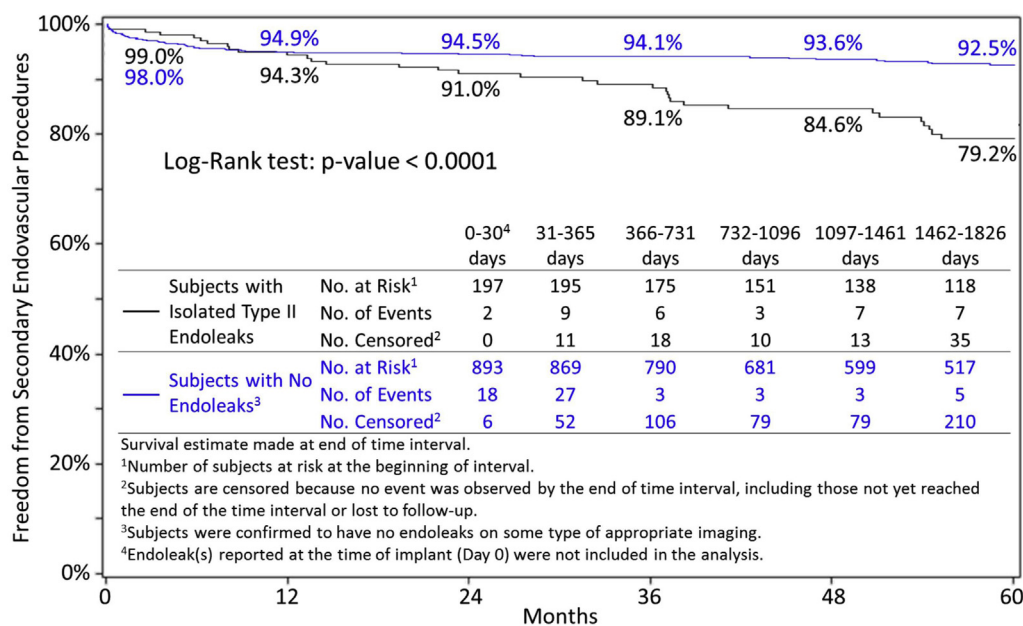 Freedom from Secondary Endovascular Procedures
100%
80%
60%
40%
20%
0%
99.0%
98.0%
94.9%
94.3%
94.5%
91.0%
94.1%
89.1%
93.6%
84.6%
92.5%
79.2%
Log-Rank test: p-value < 0.0001
0-30⁴ 31-365 366-731 732-1096 1097-1461 1462-1826
days days days days days days
Subjects with No. at Risk¹ 197 195 175 151 138 118
Isolated Type II No. of Events 2 9 6 3 7 7
Endoleaks No. Censored² 0 11 18 10 13 35
No. at Risk¹ 893 869 790 681 599 517
Subjects with No No. of Events 18 27 3 3 3 5
Endoleaks³ No. Censored² 6 52 106 79 79 210
Survival estimate made at end of time interval.
¹Number of subjects at risk at the beginning of interval.
²Subjects are censored because no event was observed by the end of time interval, including those not yet reached
the end of the time interval or lost to follow-up.
³Subjects were confirmed to have no endoleaks on some type of appropriate imaging.
⁴Endoleak(s) reported at the time of implant (Day 0) were not included in the analysis.
0 12 24 36 48 60
Months